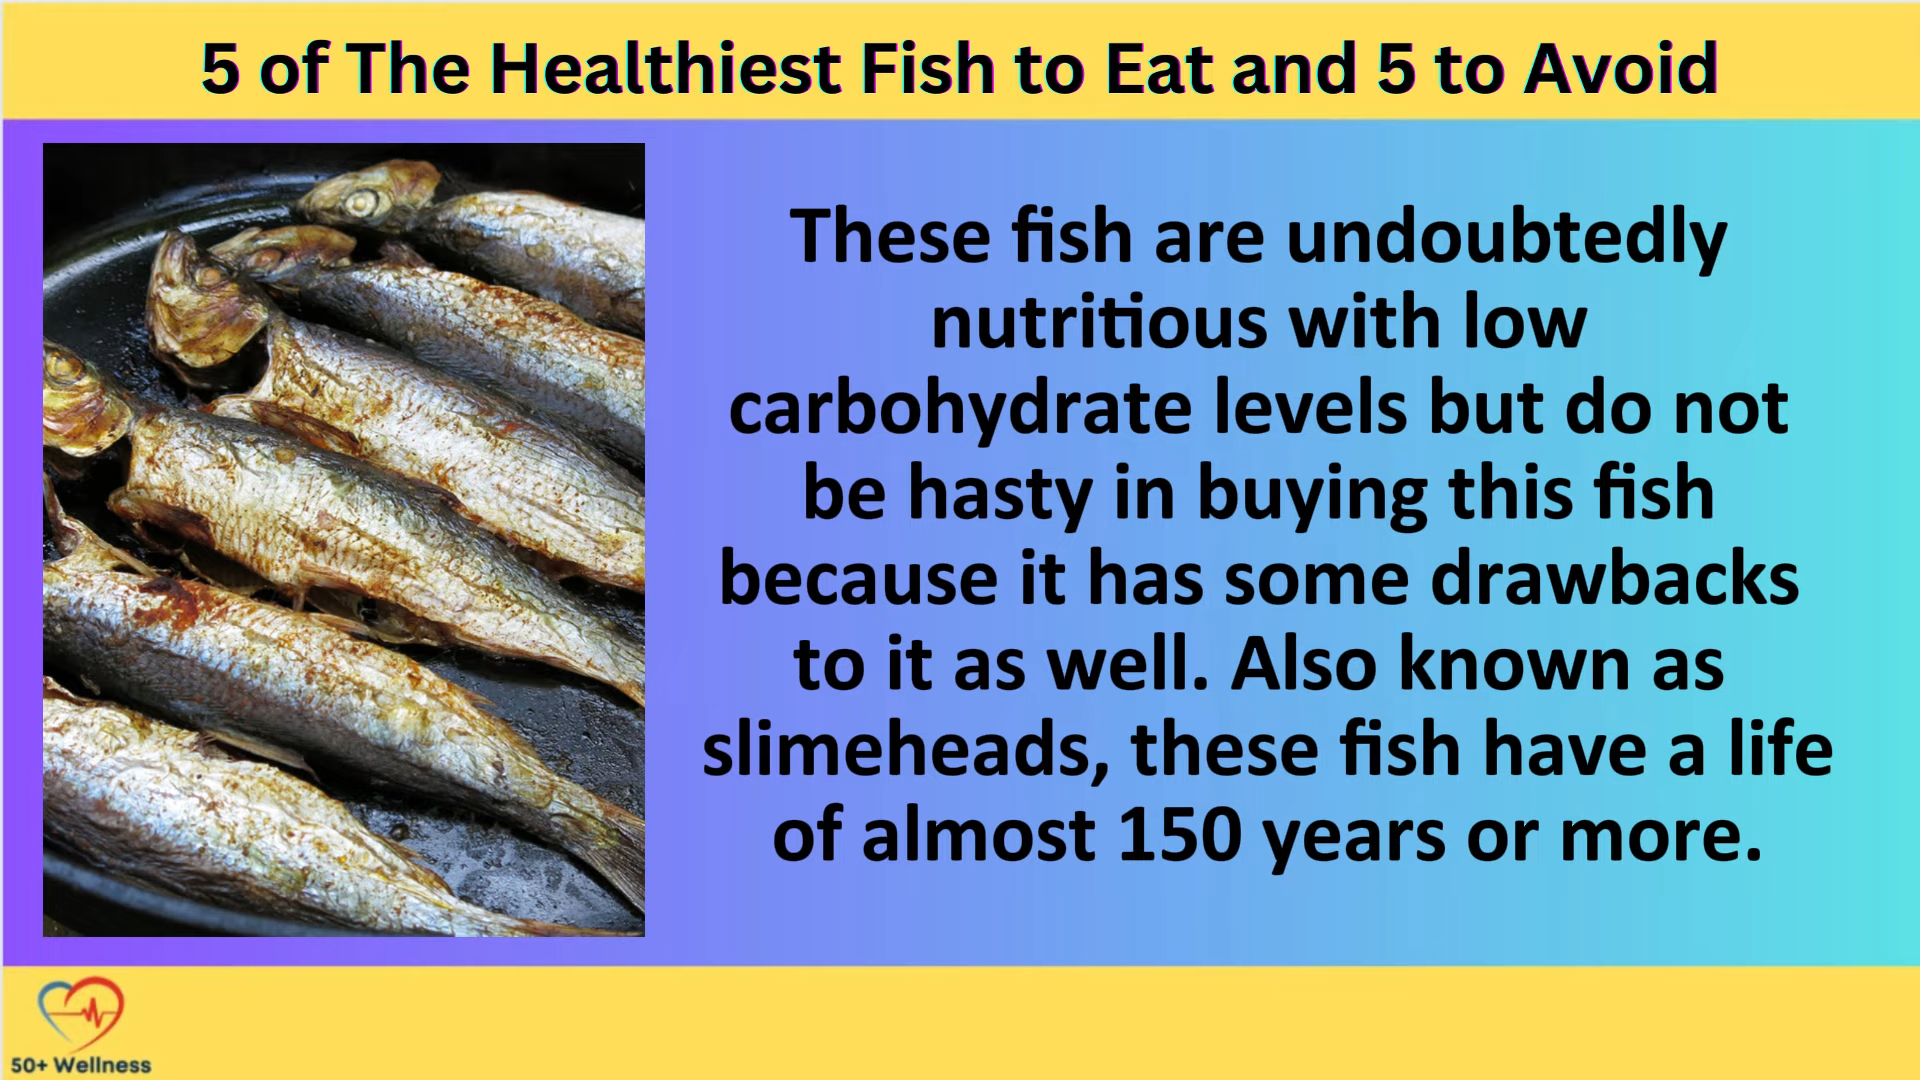 5 of The Healthiest Fish to Eat and 5 to Avoid
These fish are undoubtedly
nutritious with low
carbohydrate levels but do not
be hasty in buying this fish
because it has some drawbacks
to it as well. Also known as
slimeheads, these fish have a life
of almost 150 years or more.
50+ Wellness